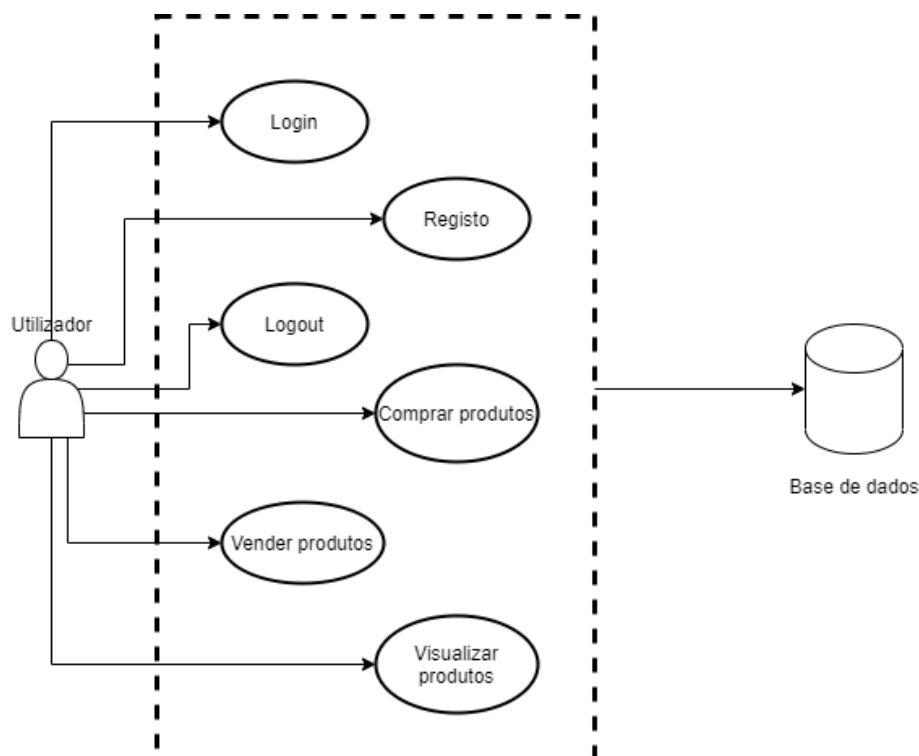 Login
Registo
Utilizador
Logout
Comprar produtos
Base de dados
Vender produtos
Visualizar
produtos